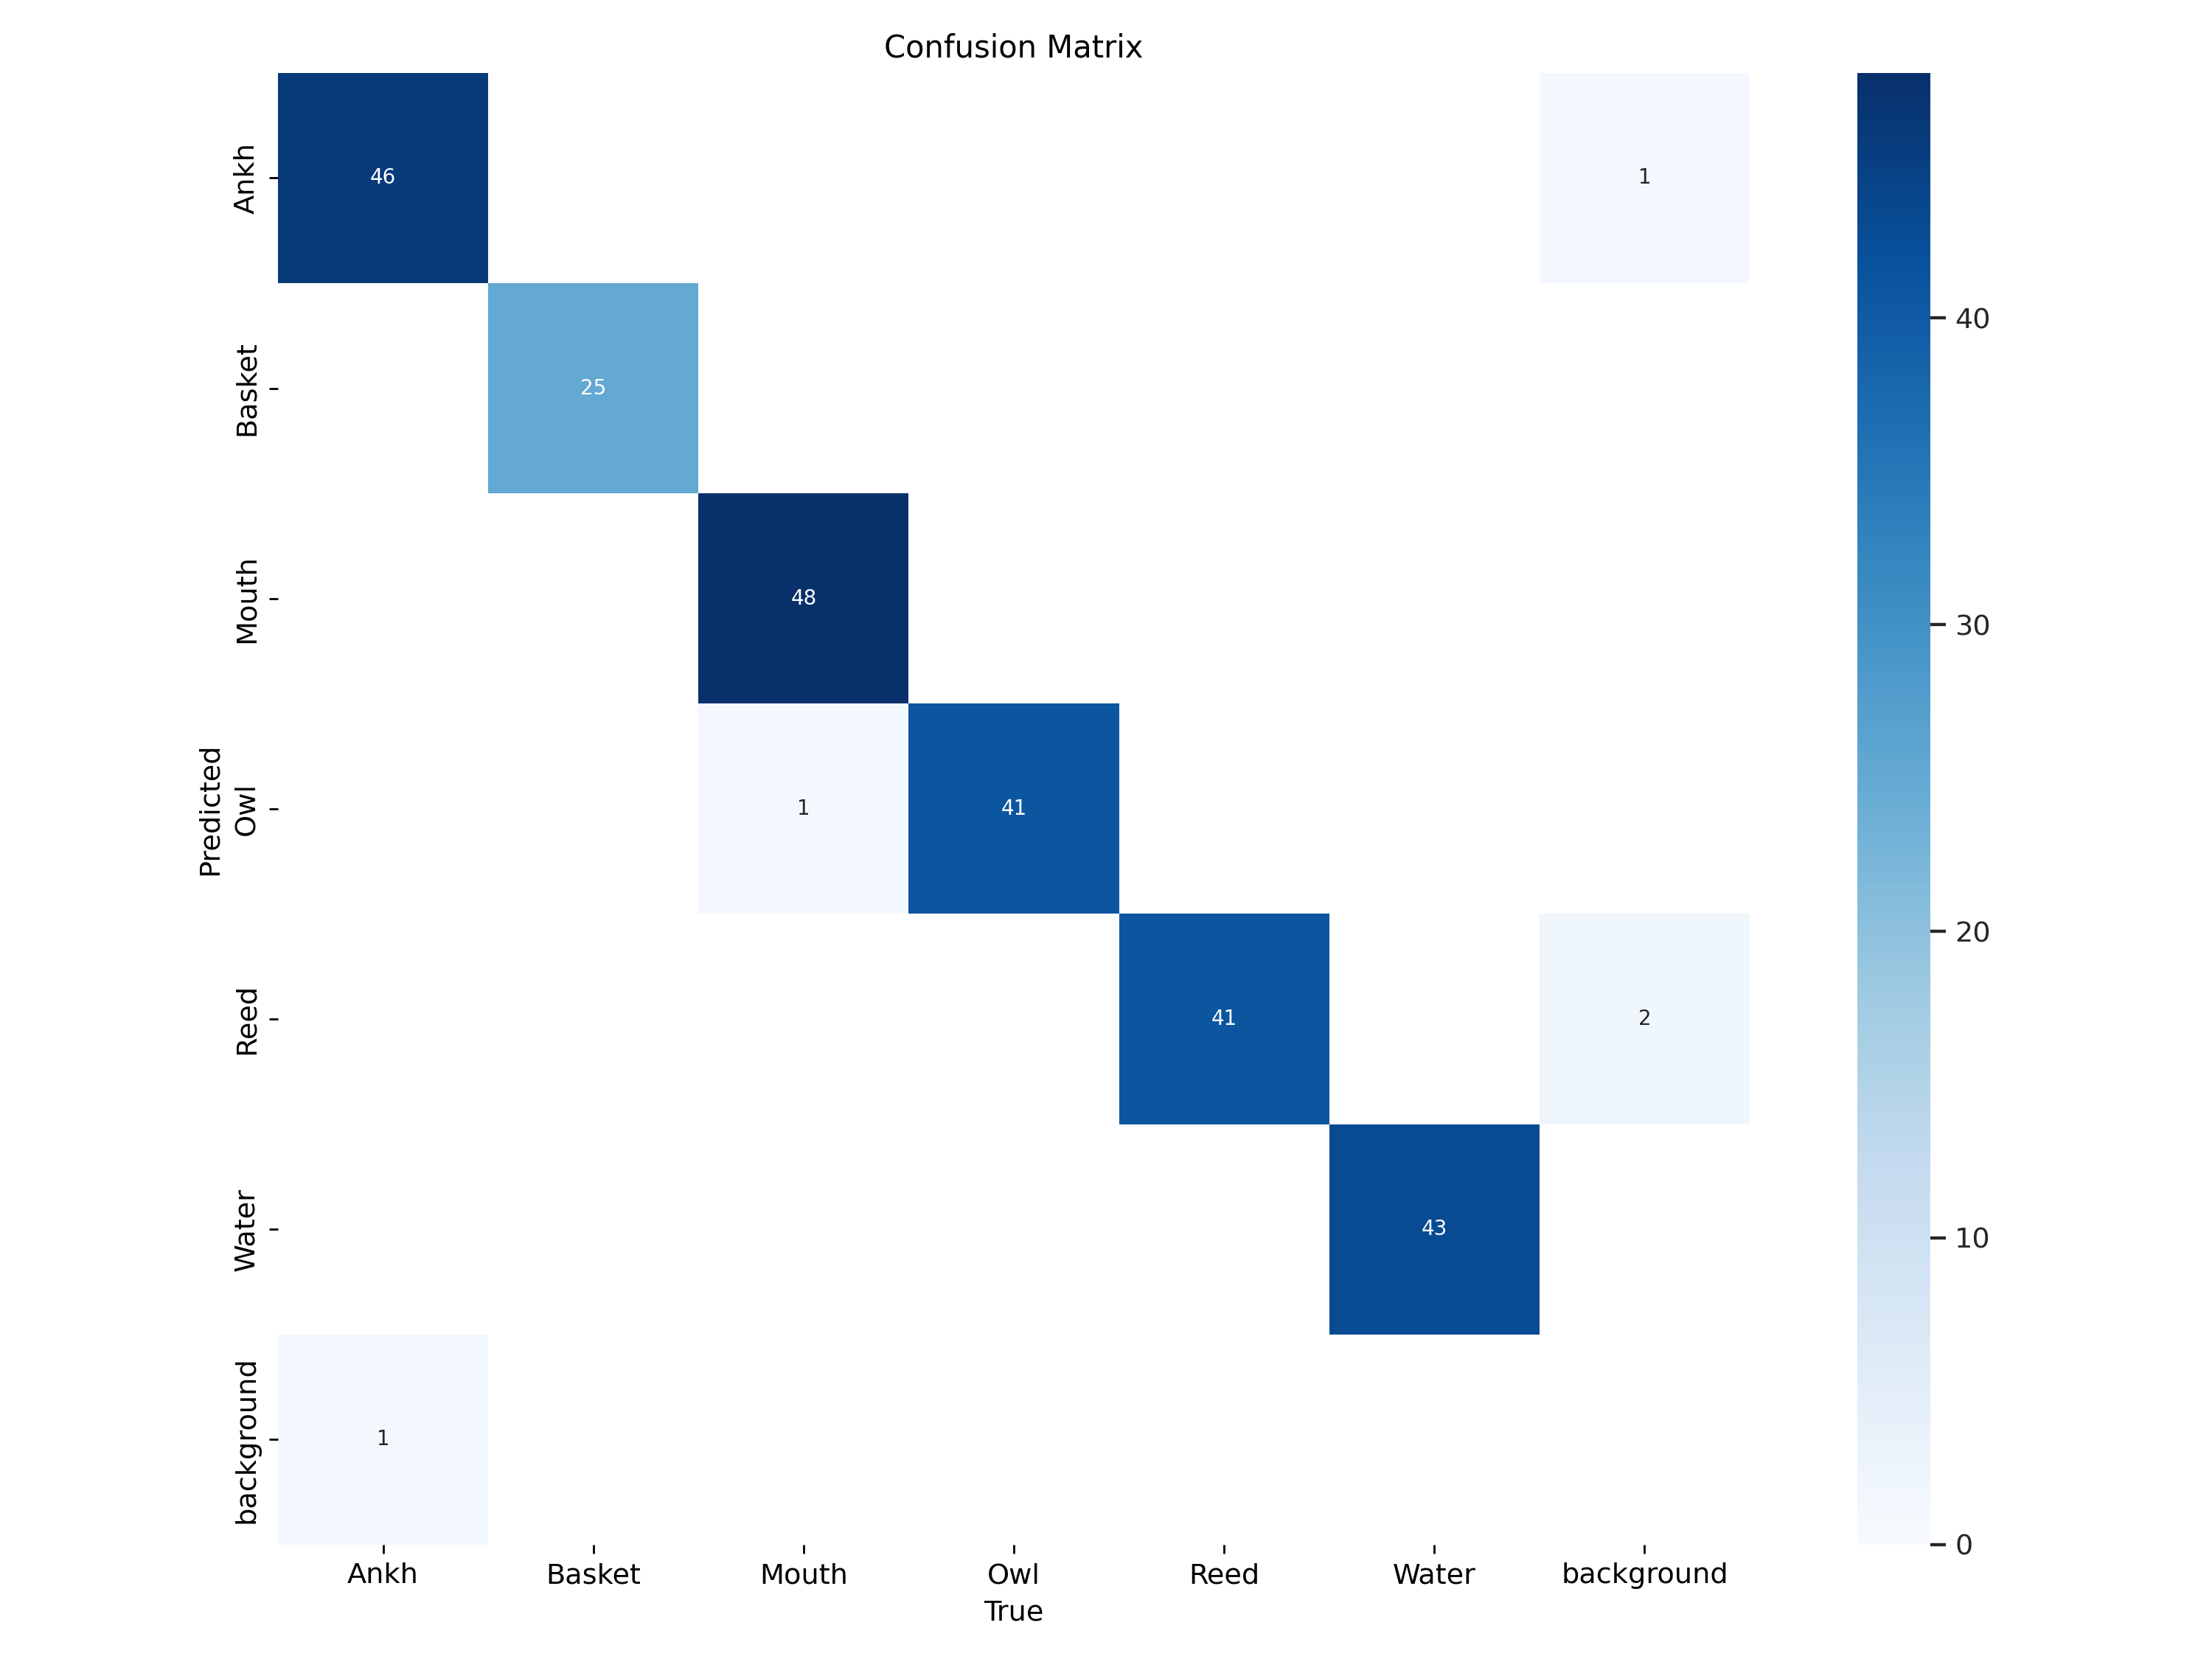 Confusion Matrix
Ankh
46
1
Basket
25
Mouth
48
Predicted
Owl
1
41
Reed
41
2
Water
43
background
1
Ankh
Basket
Mouth
Owl
Reed
Water
background
True
40
30
20
10
0